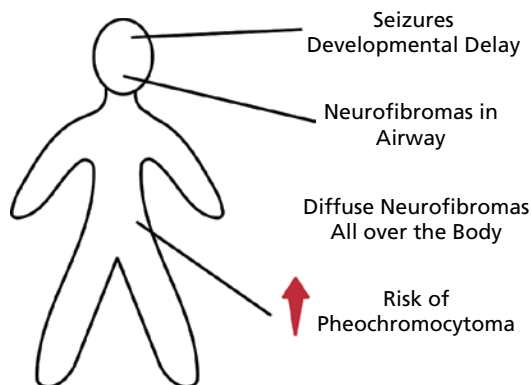 Seizures
Developmental Delay
Neurofibromas in
Airway
Diffuse Neurofibromas
All over the Body
Risk of
Pheochromocytoma